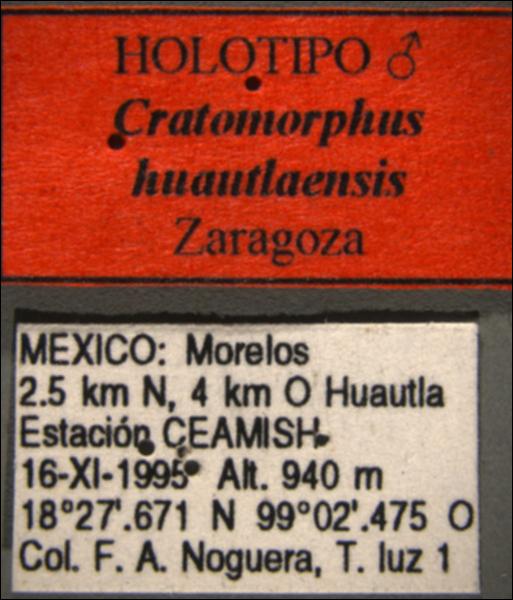 HOLOTIPO ♂
Cratomorphus
huautlaensis
Zaragoza
MEXICO: Morelos
2.5 km N, 4 km O Huautla
Estación CEAMISH
16-XI-1995 Alt. 940 m
18°27'.671 N 99°02'.475 O
Col. F. A. Noguera, T. luz 1